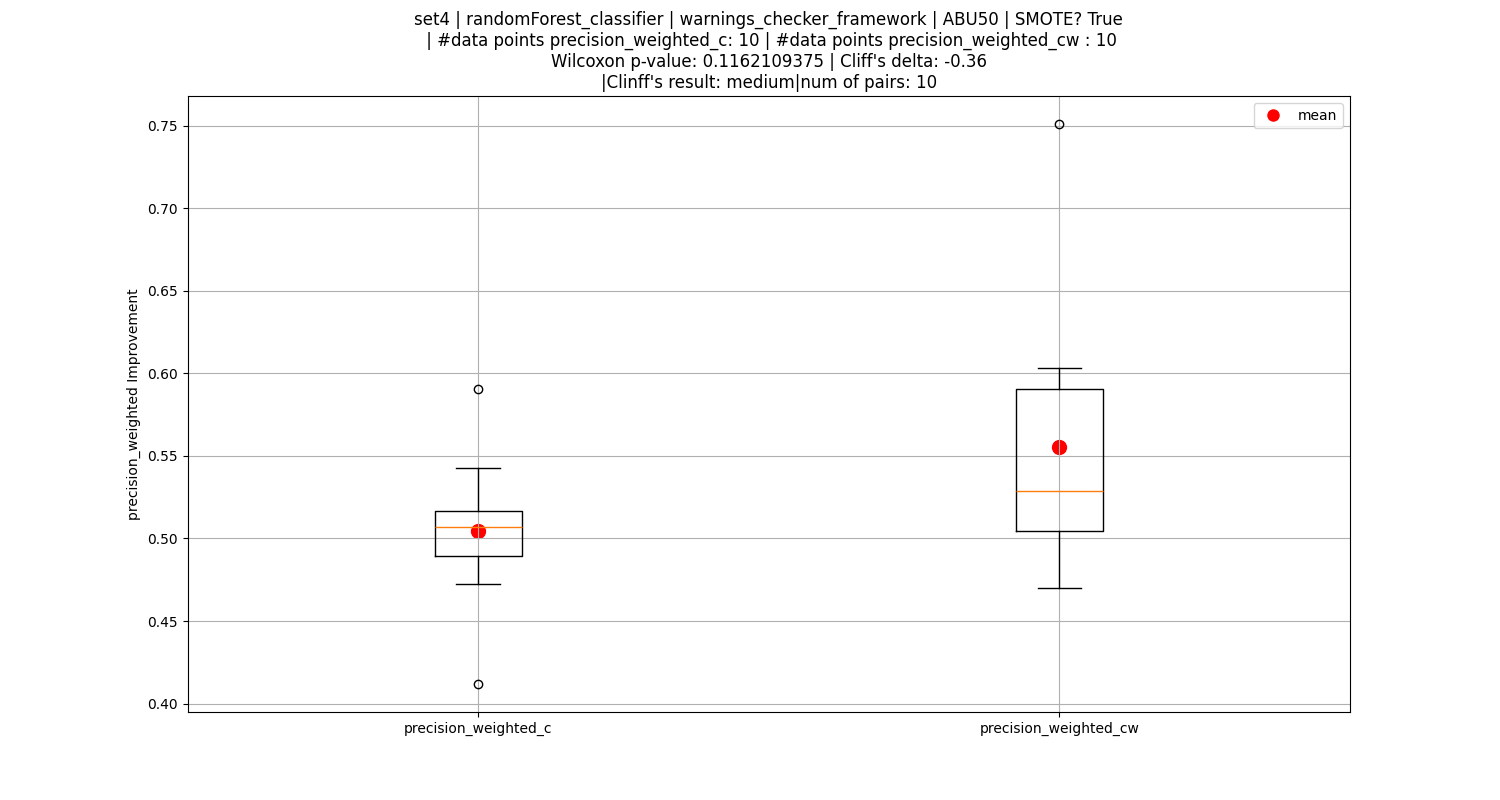 set4 | randomForest_classifier | warnings_checker_framework | ABU50 | SMOTE? True
| #data points precision_weighted_c: 10 | #data points precision_weighted_cw : 10
Wilcoxon p-value: 0.1162109375 | Cliff's delta: -0.36
|Clinff's result: medium|num of pairs: 10
mean
0.75
0.70
0.65
0.60
0.55
0.50
0.45
0.40
precision_weighted Improvement
precision_weighted_c
precision_weighted_cw